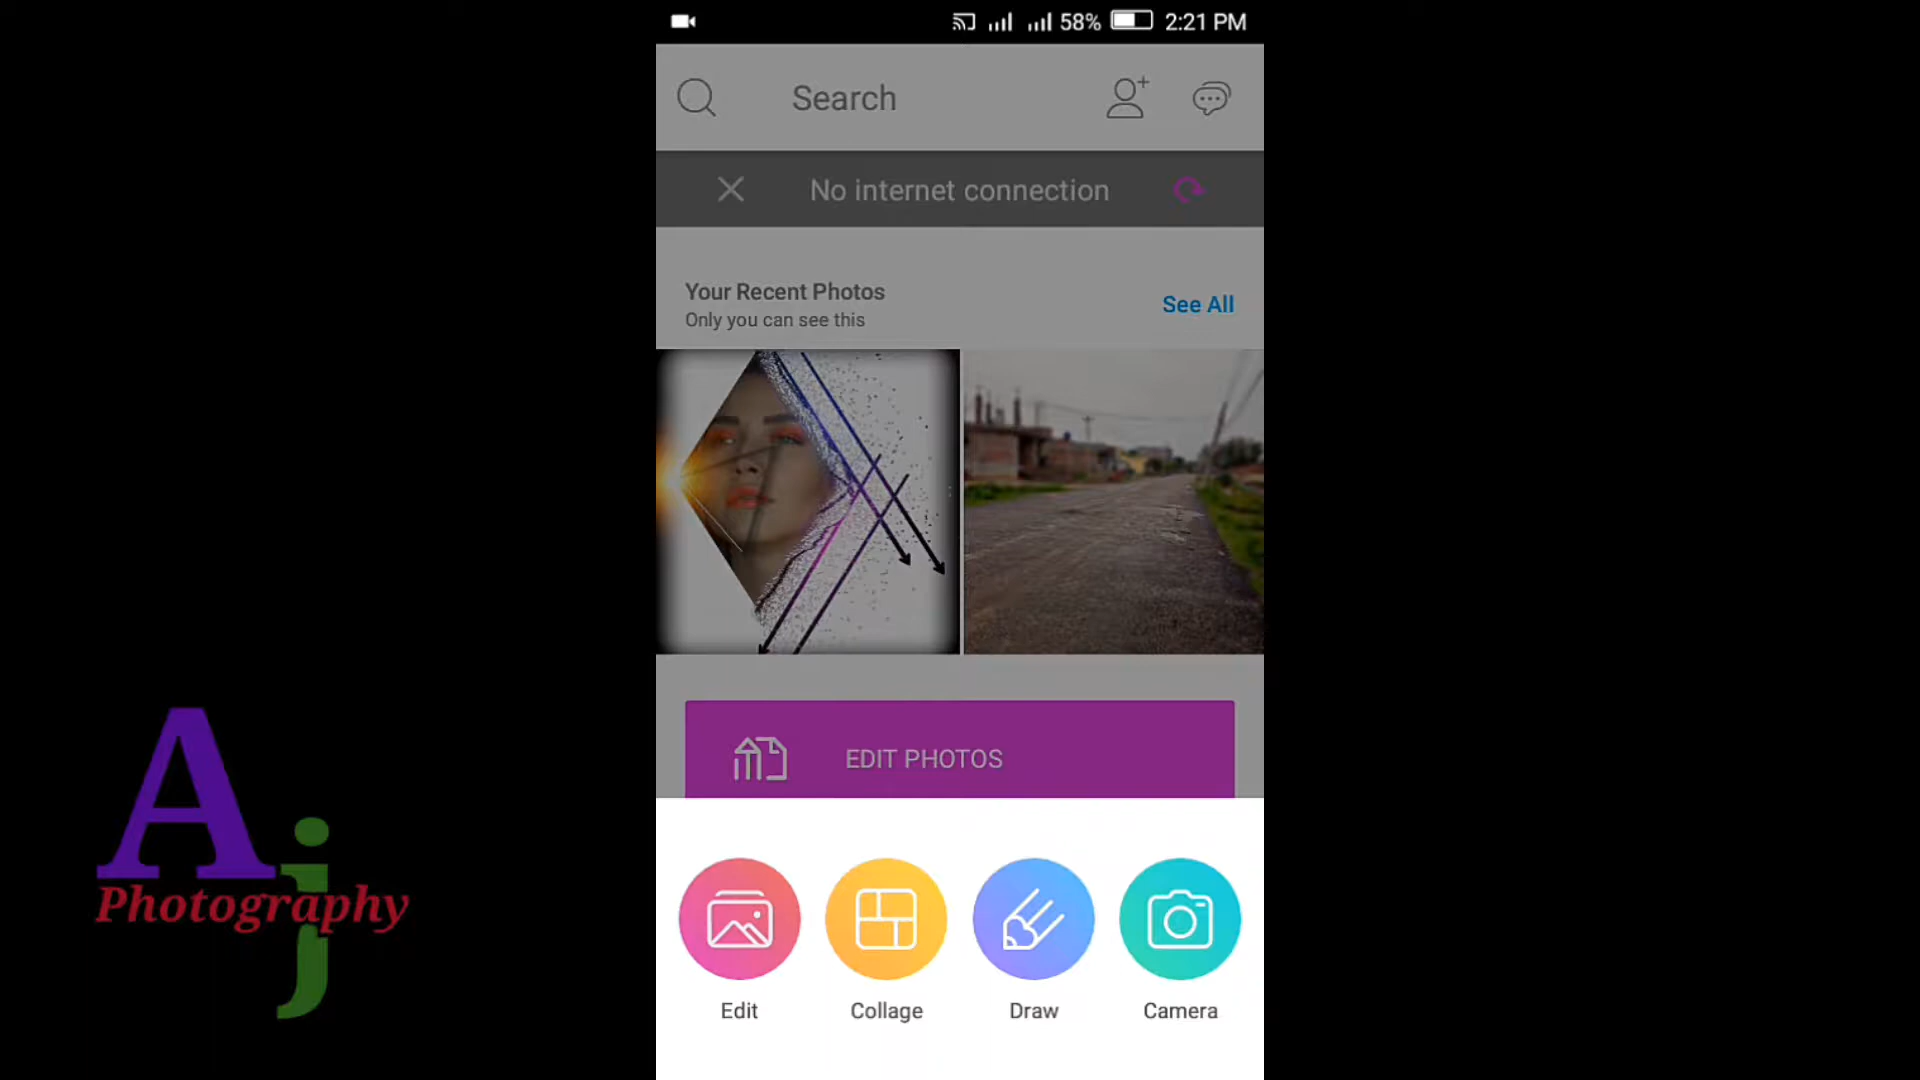 58% 2:21 PM
Search
No internet connection
Your Recent Photos
Only you can see this
See All
EDIT PHOTOS
Edit Collage Draw Camera
Aj
Photography